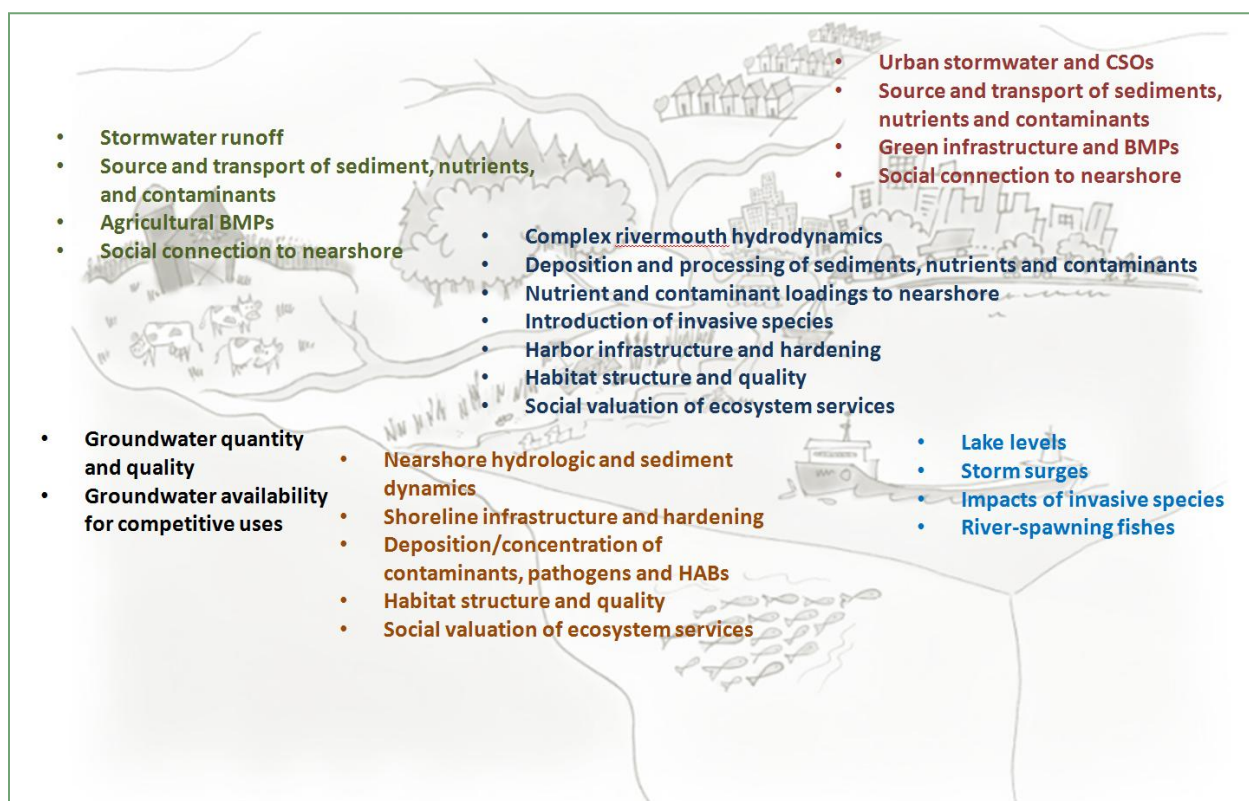 • Urban stormwater and CSOs
• Source and transport of sediments,
nutrients and contaminants
• Green infrastructure and BMPs
• Social connection to nearshore
• Stormwater runoff
• Source and transport of sediment, nutrients,
and contaminants
• Agricultural BMPs
• Social connection to nearshore
• Complex rivermouth hydrodynamics
• Deposition and processing of sediments, nutrients and contaminants
• Nutrient and contaminant loadings to nearshore
• Introduction of invasive species
• Harbor infrastructure and hardening
• Habitat structure and quality
• Social valuation of ecosystem services
• Groundwater quantity
and quality
• Groundwater availability
for competitive uses
• Nearshore hydrologic and sediment
dynamics
• Shoreline infrastructure and hardening
• Deposition/concentration of
contaminants, pathogens and HABs
• Habitat structure and quality
• Social valuation of ecosystem services
• Lake levels
• Storm surges
• Impacts of invasive species
• River-spawning fishes